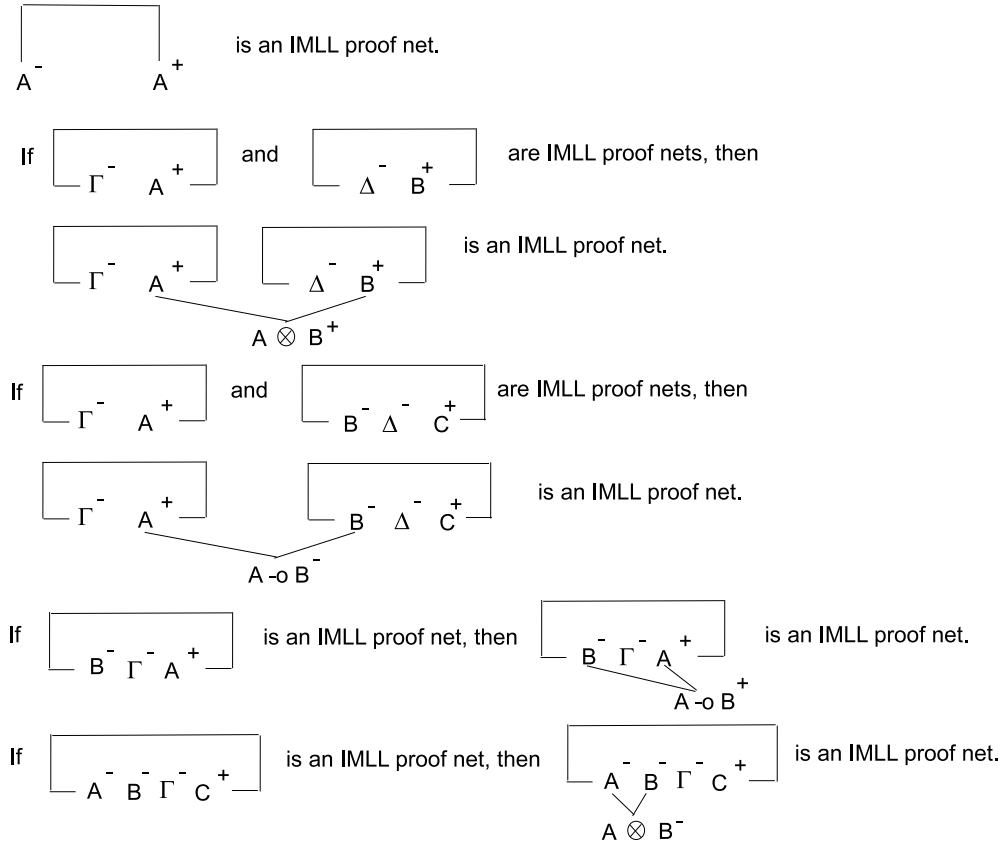 A⁻ A⁺ is an IMLL proof net.
If Γ⁻ A⁺ and Δ⁻ B⁺ are IMLL proof nets, then
Γ⁻ A⁺ Δ⁻ B⁺ is an IMLL proof net.
A ⊗ B⁺
If Γ⁻ A⁺ and B⁻ Δ⁻ C⁺ are IMLL proof nets, then
Γ⁻ A⁺ B⁻ Δ⁻ C⁺ is an IMLL proof net.
A -o B⁻
If B⁻ Γ⁻ A⁺ is an IMLL proof net, then B⁻ Γ⁻ A⁺ is an IMLL proof net.
A -o B⁺
If A⁻ B⁻ Γ⁻ C⁺ is an IMLL proof net, then A⁻ B⁻ Γ⁻ C⁺ is an IMLL proof net.
A ⊗ B⁻